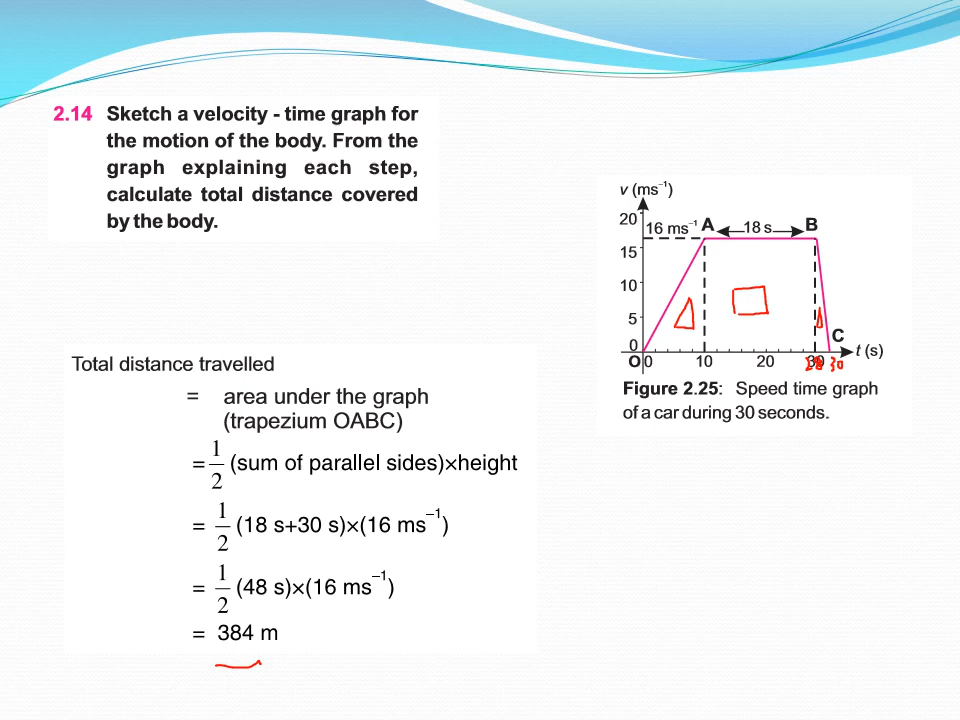 2.14 Sketch a velocity - time graph for
the motion of the body. From the
graph explaining each step,
calculate total distance covered
by the body.
v (ms⁻¹)
20
16 ms⁻¹ A 18 s B
15
10
5
0
C
O 0 10 20 30 t (s)
Figure 2.25: Speed time graph
of a car during 30 seconds.
Total distance travelled
= area under the graph
(trapezium OABC)
= 1/2 (sum of parallel sides)×height
= 1/2 (18 s+30 s)×(16 ms⁻¹)
= 1/2 (48 s)×(16 ms⁻¹)
= 384 m